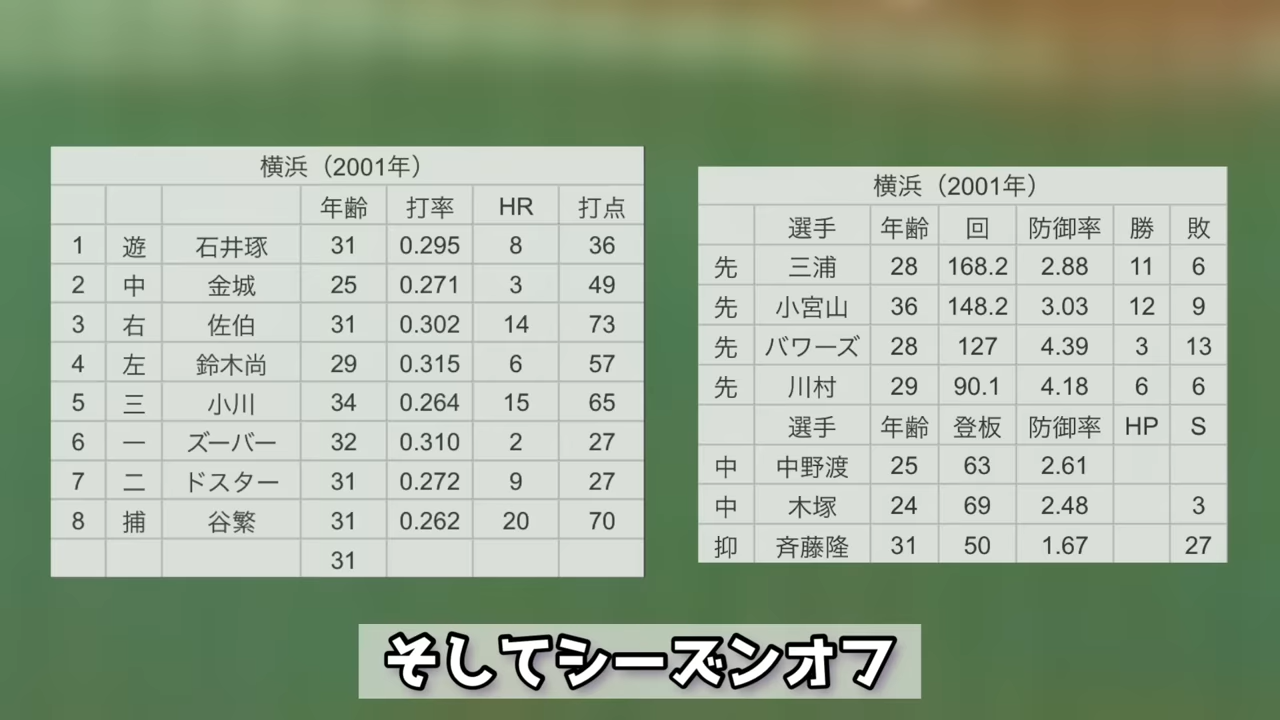 横浜（2001年）
年齢 打率 HR 打点
1 遊 石井琢 31 0.295 8 36
2 中 金城 25 0.271 3 49
3 右 佐伯 31 0.302 14 73
4 左 鈴木尚 29 0.315 6 57
5 三 小川 34 0.264 15 65
6 一 ズーバー 32 0.310 2 27
7 二 ドスター 31 0.272 9 27
8 捕 谷繁 31 0.262 20 70
31
横浜（2001年）
選手 年齢 回 防御率 勝 敗
先 三浦 28 168.2 2.88 11 6
先 小宮山 36 148.2 3.03 12 9
先 バワーズ 28 127 4.39 3 13
先 川村 29 90.1 4.18 6 6
選手 年齢 登板 防御率 HP S
中 中野渡 25 63 2.61
中 木塚 24 69 2.48 3
抑 斉藤隆 31 50 1.67 27
そしてシーズンオフ